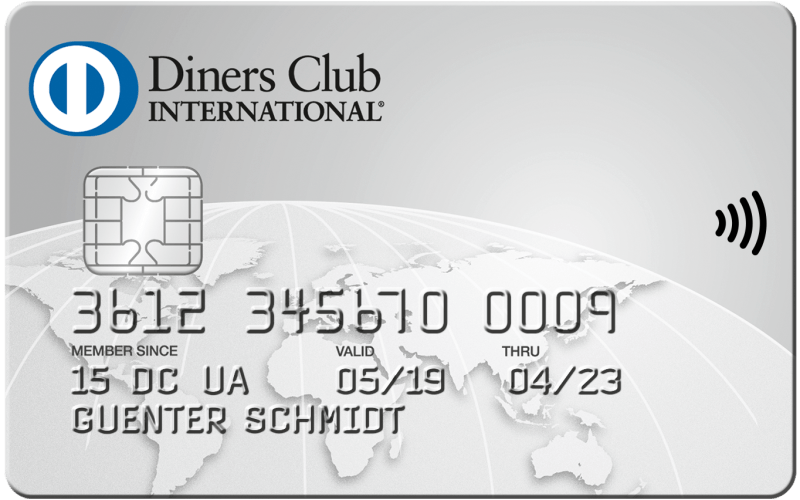 Diners Club
INTERNATIONAL®
3612 345670 0009
MEMBER SINCE VALID THRU
15 DC UA 05/19 04/23
GUENTER SCHMIDT